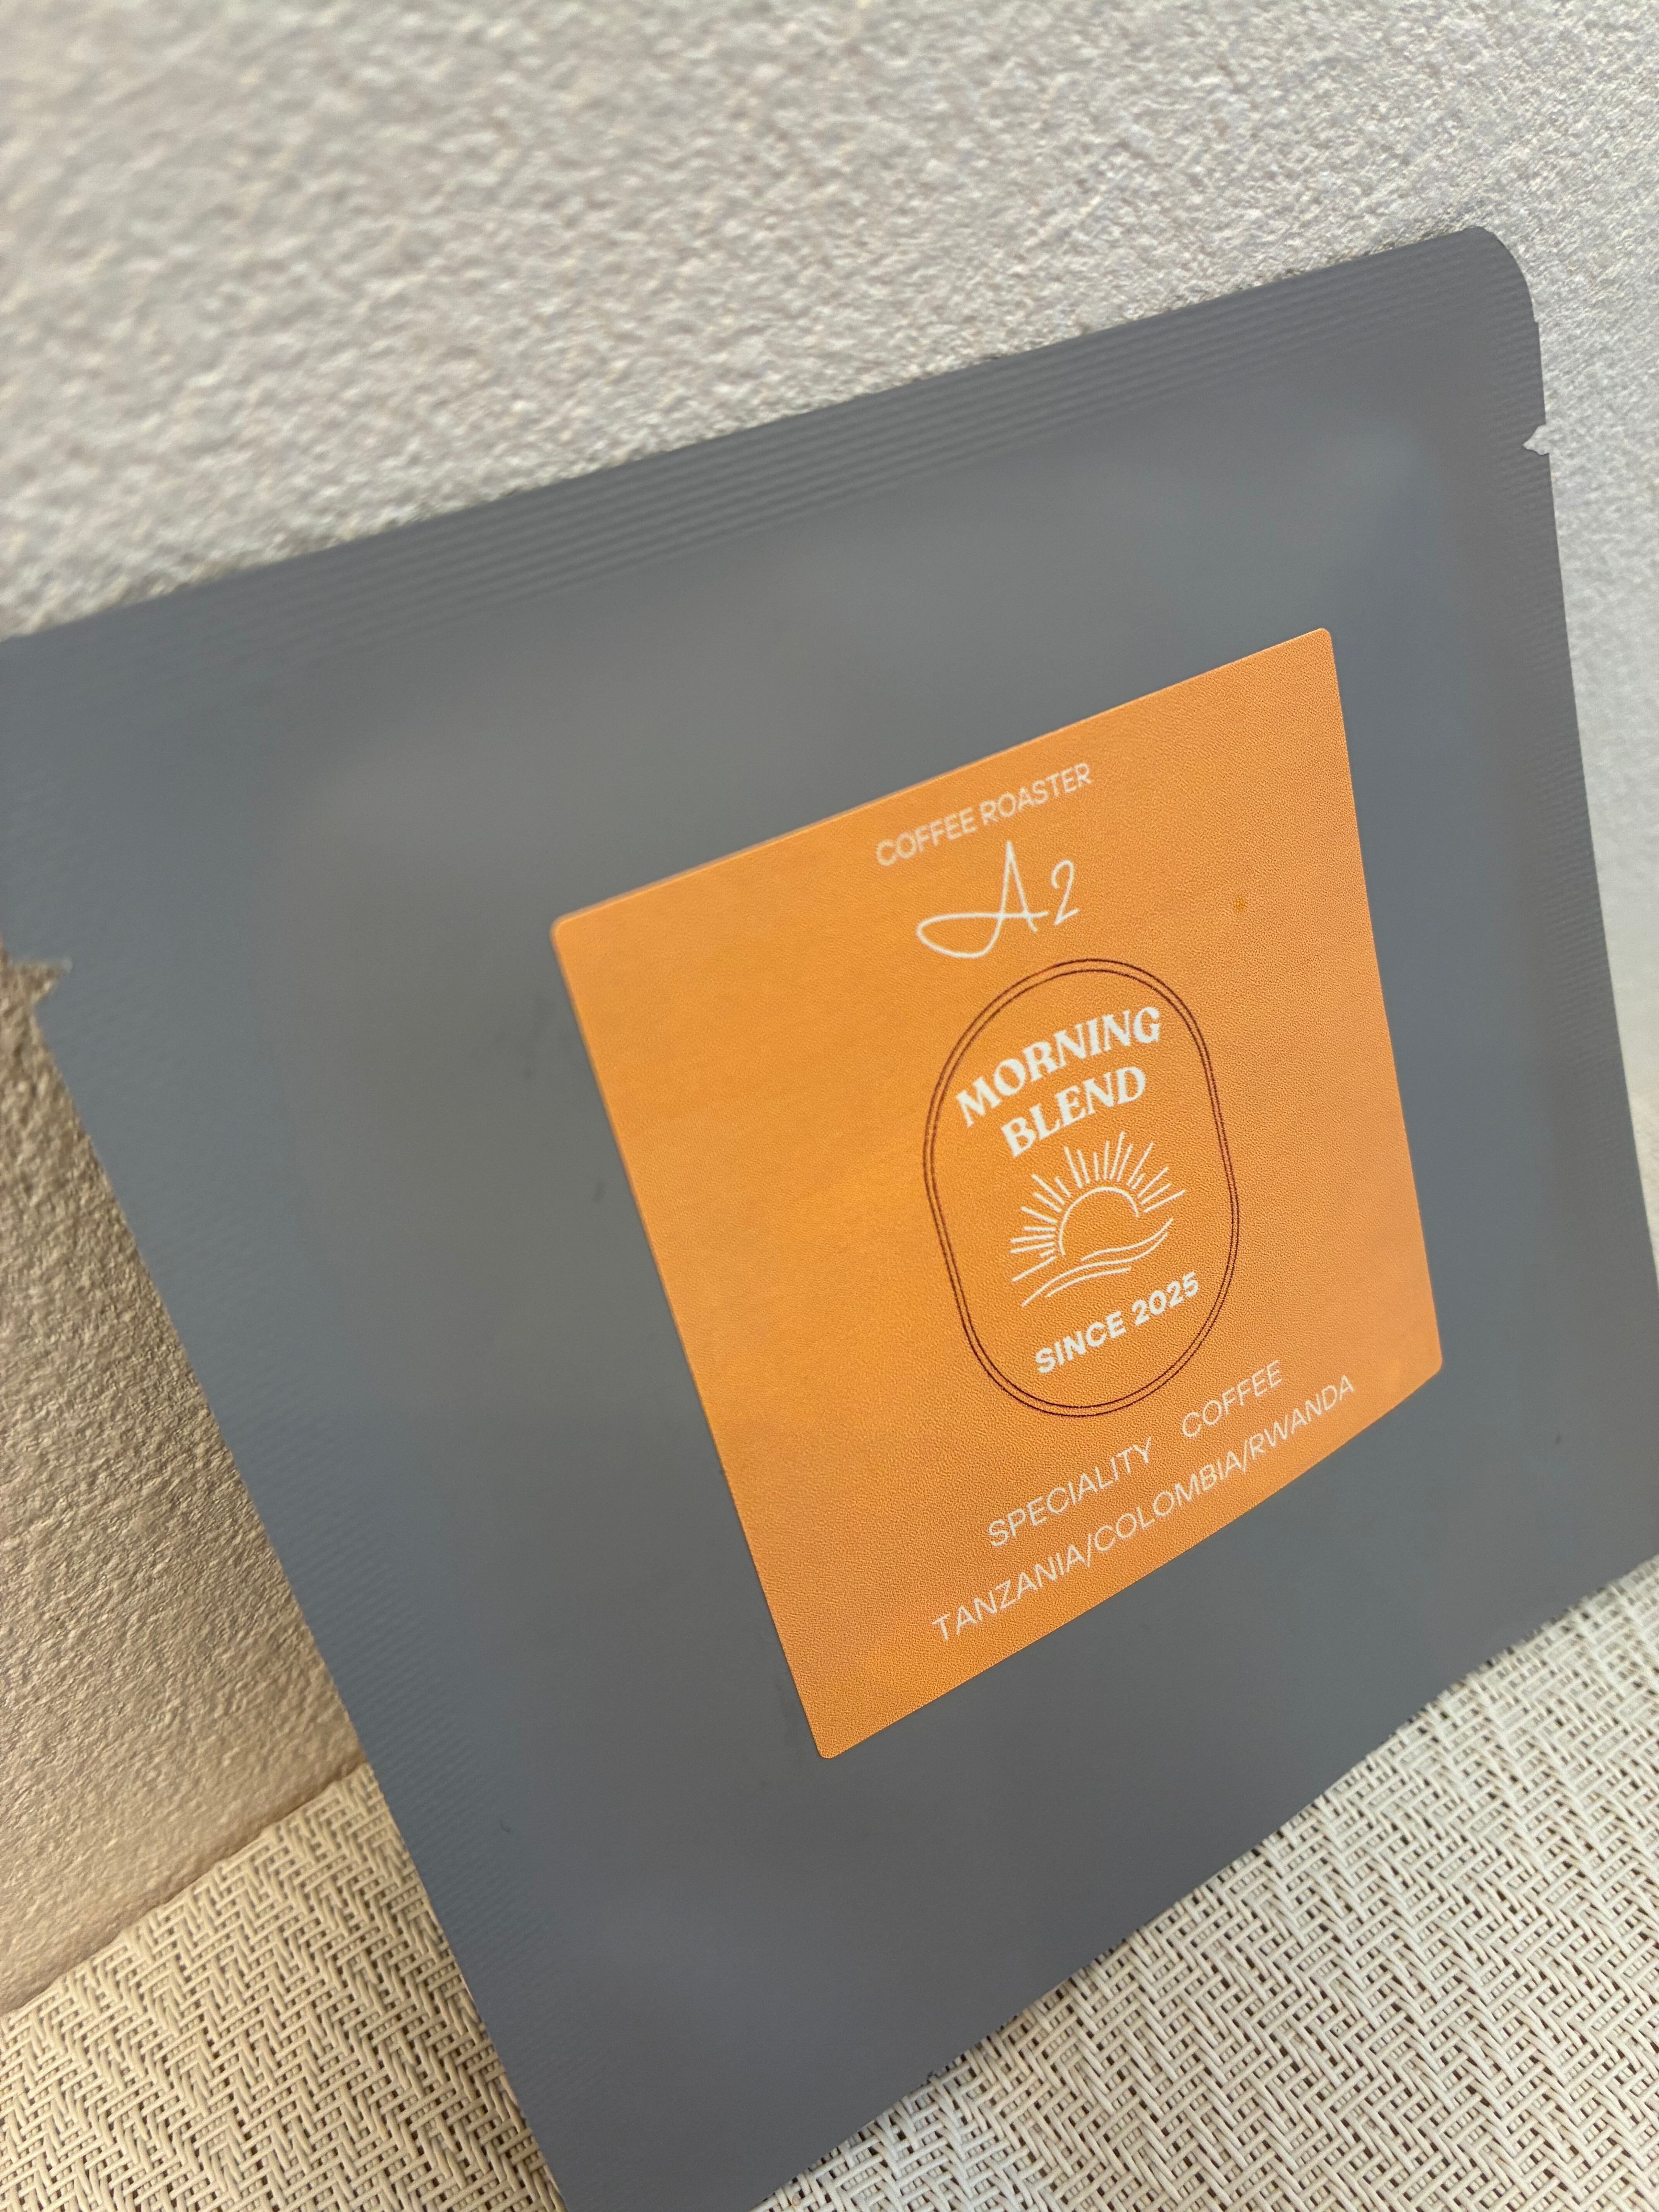 COFFEE ROASTER
A2
MORNING
BLEND
SINCE 2025
SPECIALITY COFFEE
TANZANIA/COLOMBIA/RWANDA